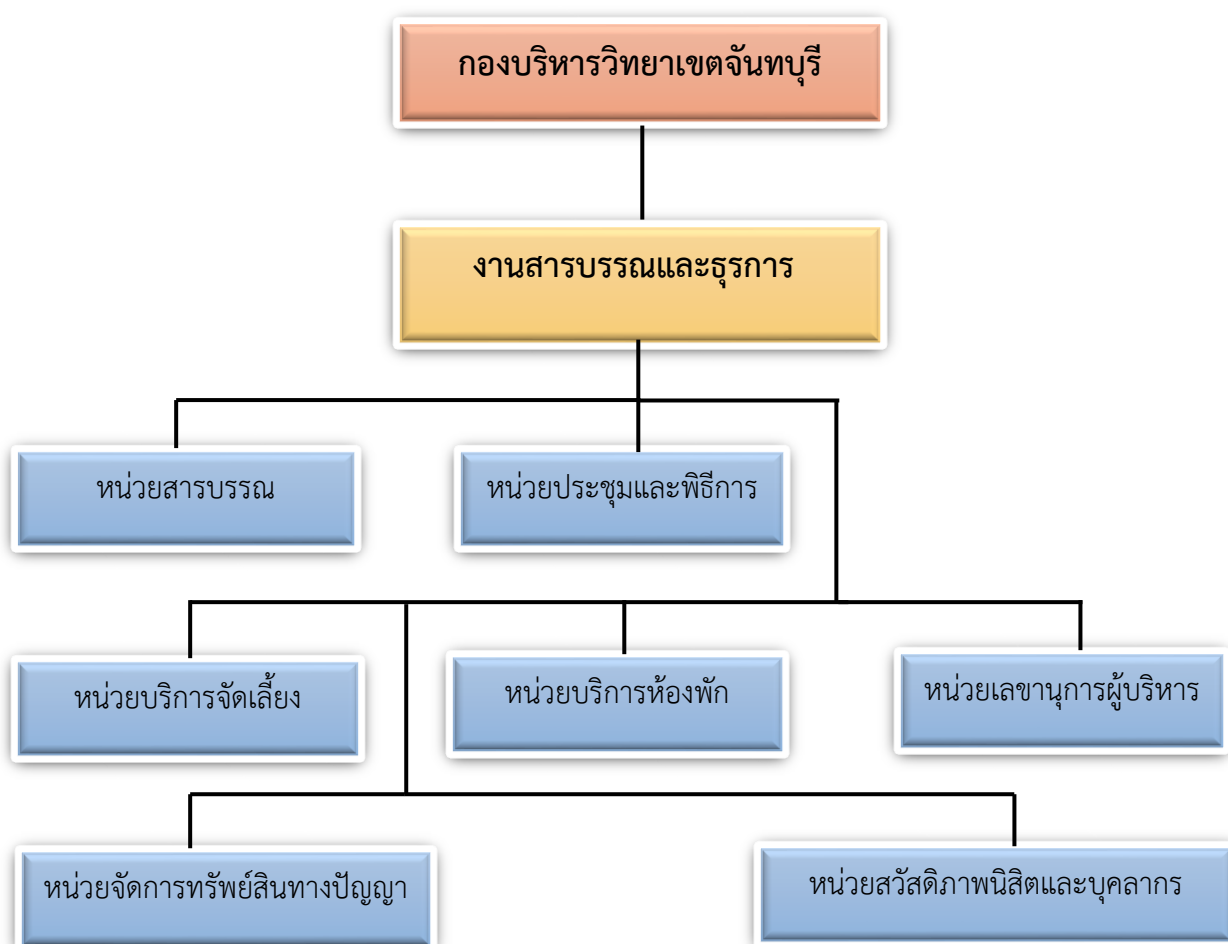 กองบริหารวิทยาเขตจันทบุรี
งานสารบรรณและธุรการ
หน่วยสารบรรณ
หน่วยประชุมและพิธีการ
หน่วยบริการจัดเลี้ยง
หน่วยบริการห้องพัก
หน่วยเลขานุการผู้บริหาร
หน่วยจัดการทรัพย์สินทางปัญญา
หน่วยสวัสดิภาพนิสิตและบุคลากร